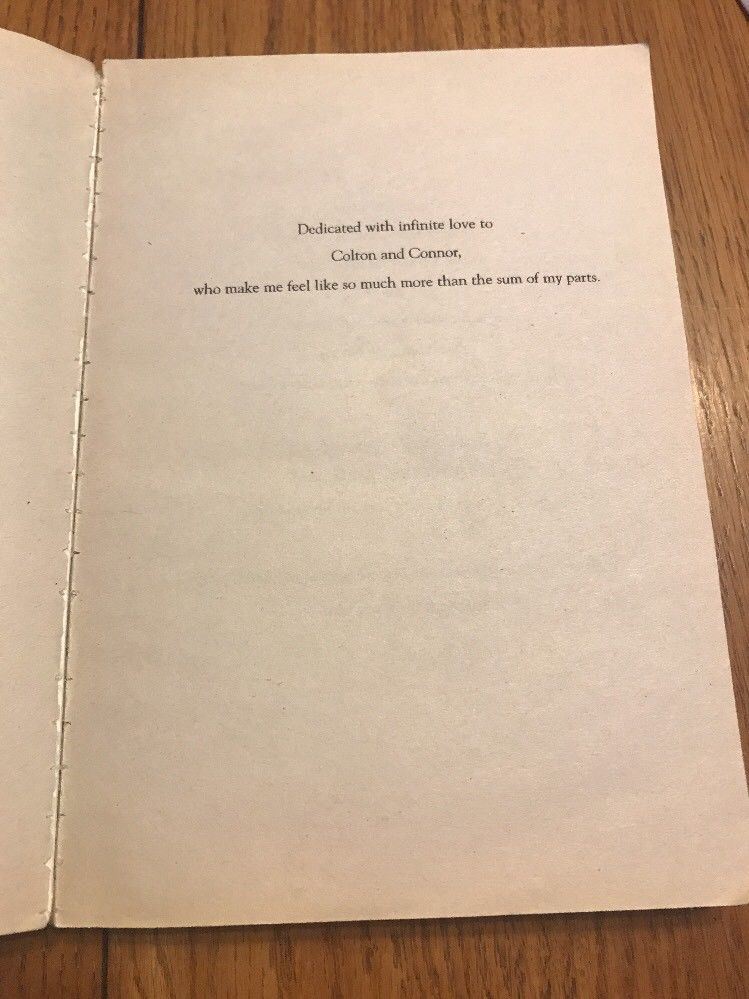 Dedicated with infinite love to
Colton and Connor,
who make me feel like so much more than the sum of my parts.